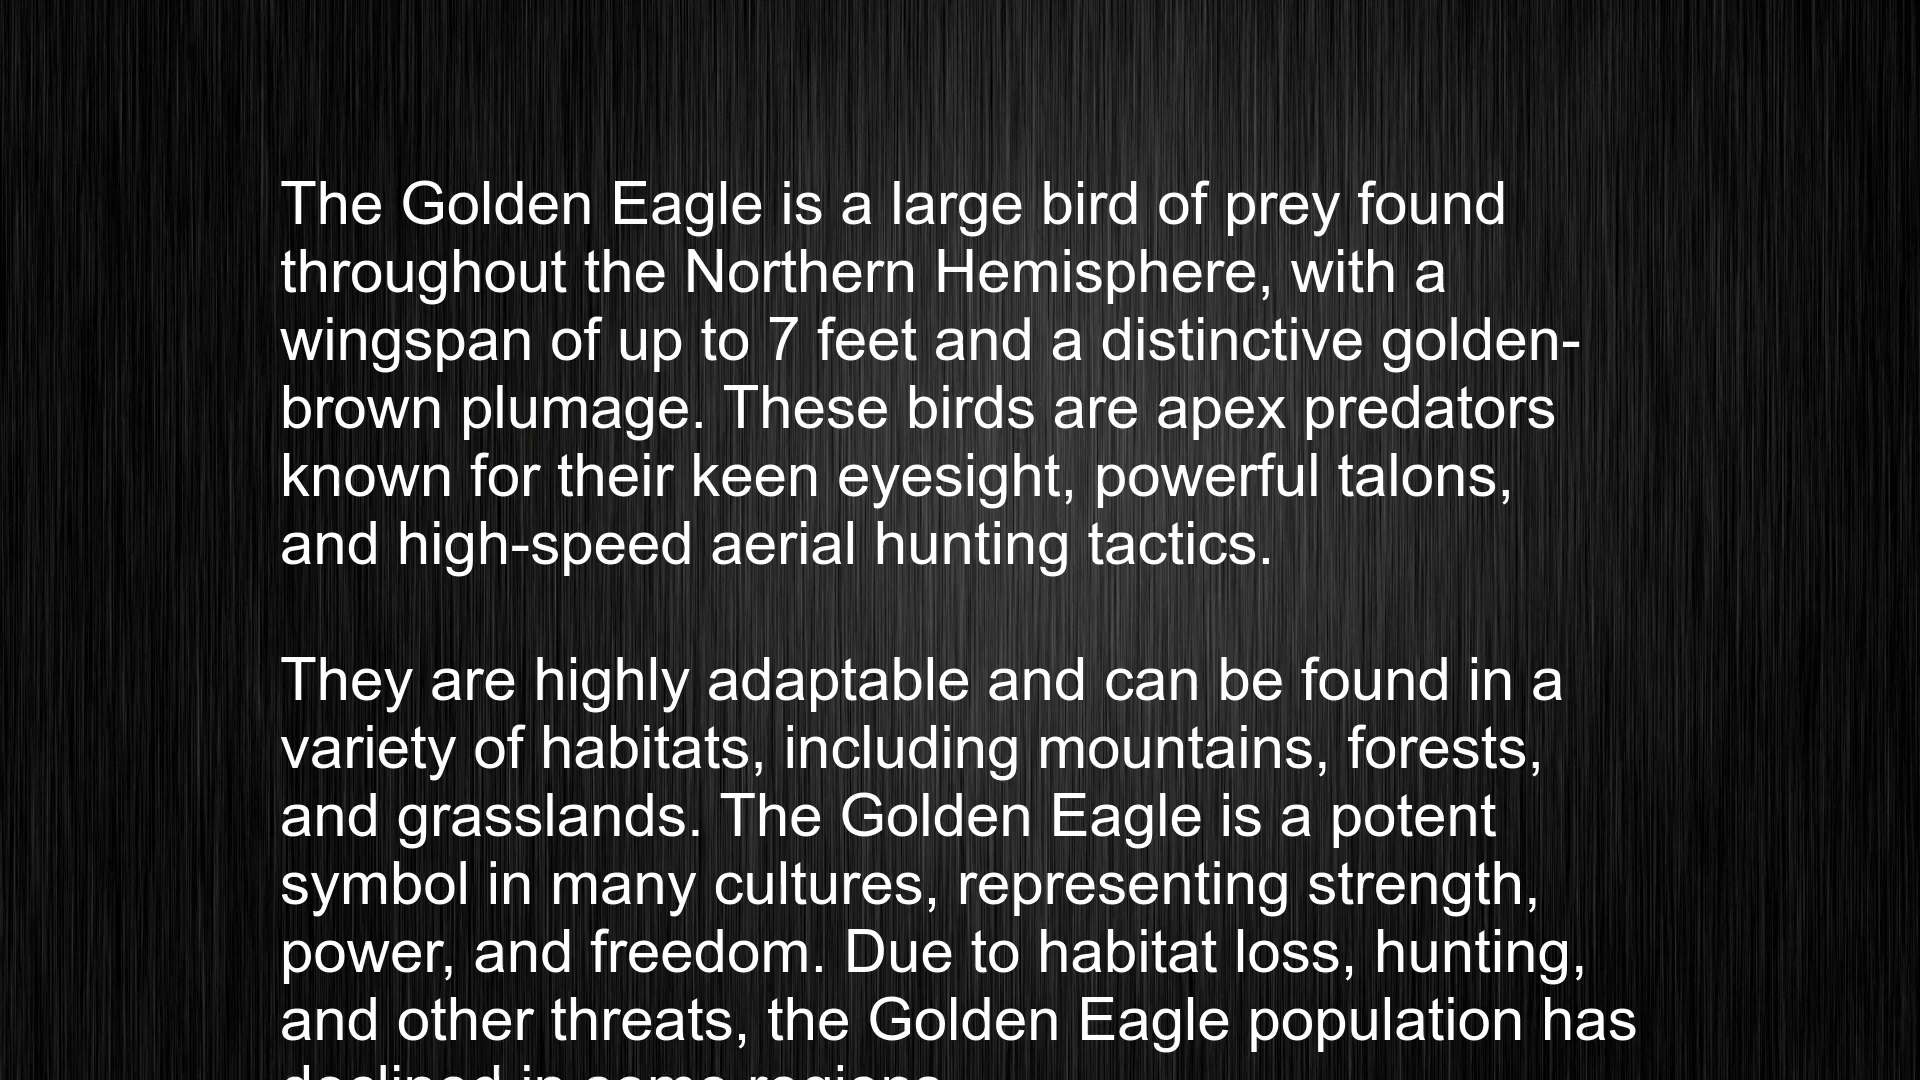 The Golden Eagle is a large bird of prey found
throughout the Northern Hemisphere, with a
wingspan of up to 7 feet and a distinctive golden-
brown plumage. These birds are apex predators
known for their keen eyesight, powerful talons,
and high-speed aerial hunting tactics.
They are highly adaptable and can be found in a
variety of habitats, including mountains, forests,
and grasslands. The Golden Eagle is a potent
symbol in many cultures, representing strength,
power, and freedom. Due to habitat loss, hunting,
and other threats, the Golden Eagle population has
declined in some regions